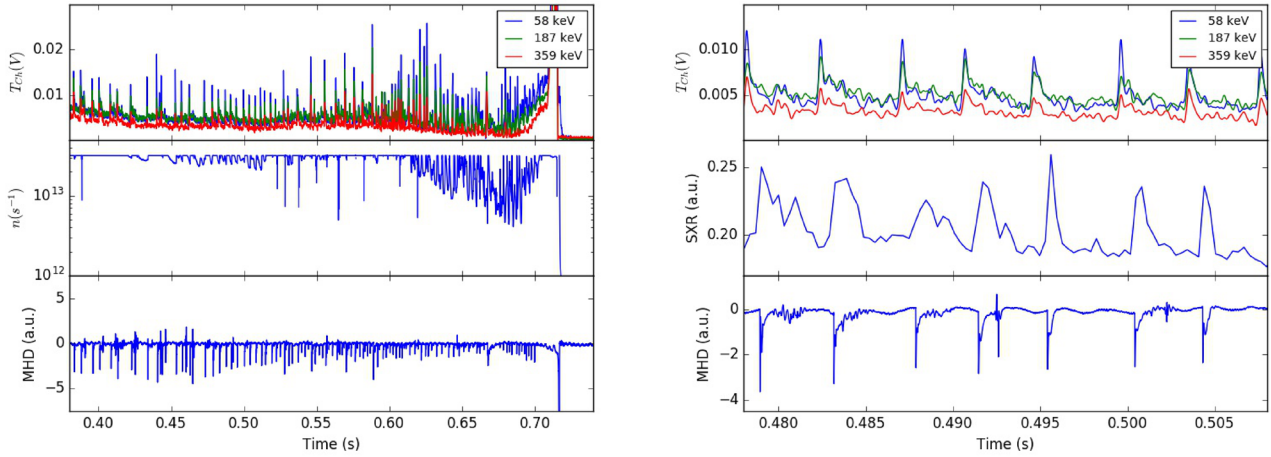 58 keV
187 keV
359 keV
0.02
0.01
T_Ch(V)
10^13
10^12
n(s^-1)
5
0
−5
MHD (a.u.)
0.40 0.45 0.50 0.55 0.60 0.65 0.70
Time (s)
58 keV
187 keV
359 keV
0.010
0.005
T_Ch(V)
0.25
0.20
SXR (a.u.)
0
−2
−4
MHD (a.u.)
0.480 0.485 0.490 0.495 0.500 0.505
Time (s)